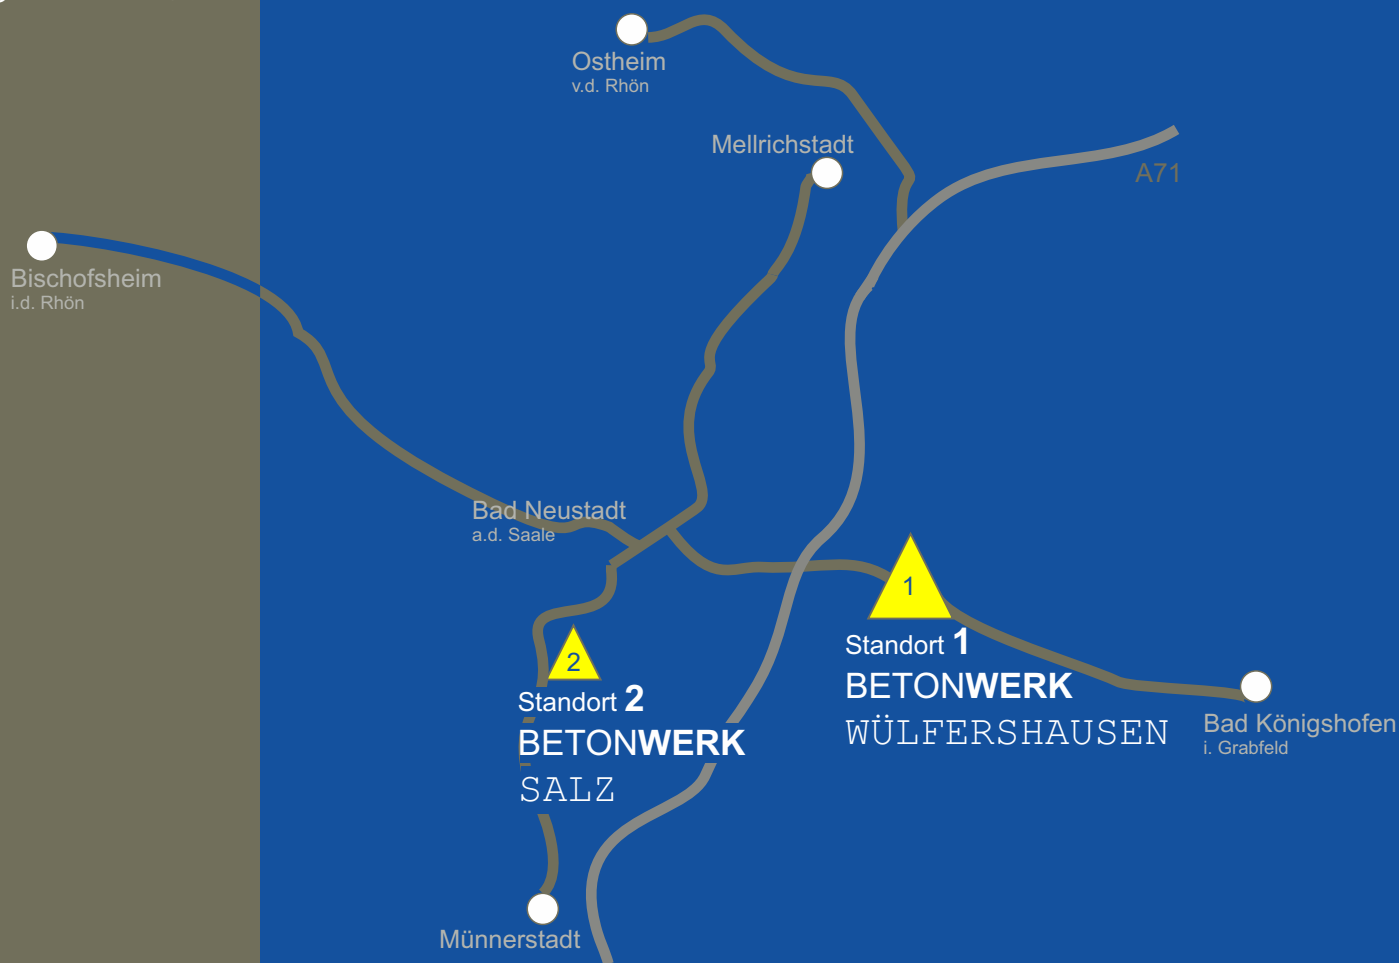 Ostheim
v.d. Rhön
Mellrichstadt
A71
Bischofsheim
i.d. Rhön
Bad Neustadt
a.d. Saale
1
Standort 1
BETONWERK
WÜLFERSHAUSEN
2
Standort 2
BETONWERK
SALZ
Bad Königshofen
i. Grabfeld
Münnerstadt